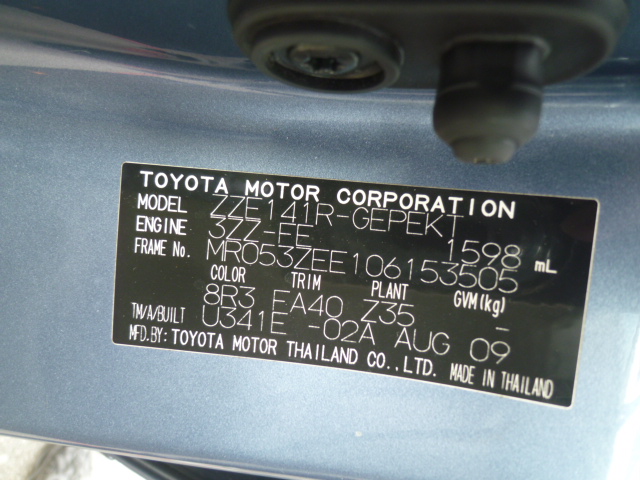 TOYOTA MOTOR CORPORATION
MODEL ZZE141R-GEPEKT
ENGINE 3ZZ-FE 1598 mL
FRAME No. MR053ZEE106153505
COLOR TRIM PLANT GVM(kg)
8R3 FA40 Z35 -
TM/A/BUILT U341E -02A AUG 09
MFD.BY: TOYOTA MOTOR THAILAND CO.,LTD. MADE IN THAILAND